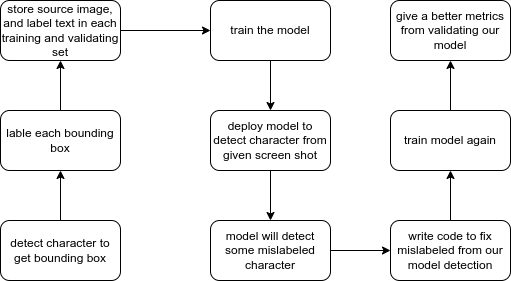 store source image,
and label text in each
training and validating
set
train the model
give a better metrics
from validating our
model
lable each bounding
box
deploy model to
detect character from
given screen shot
train model again
detect character to
get bounding box
model will detect
some mislabeled
character
write code to fix
mislabeled from our
model detection